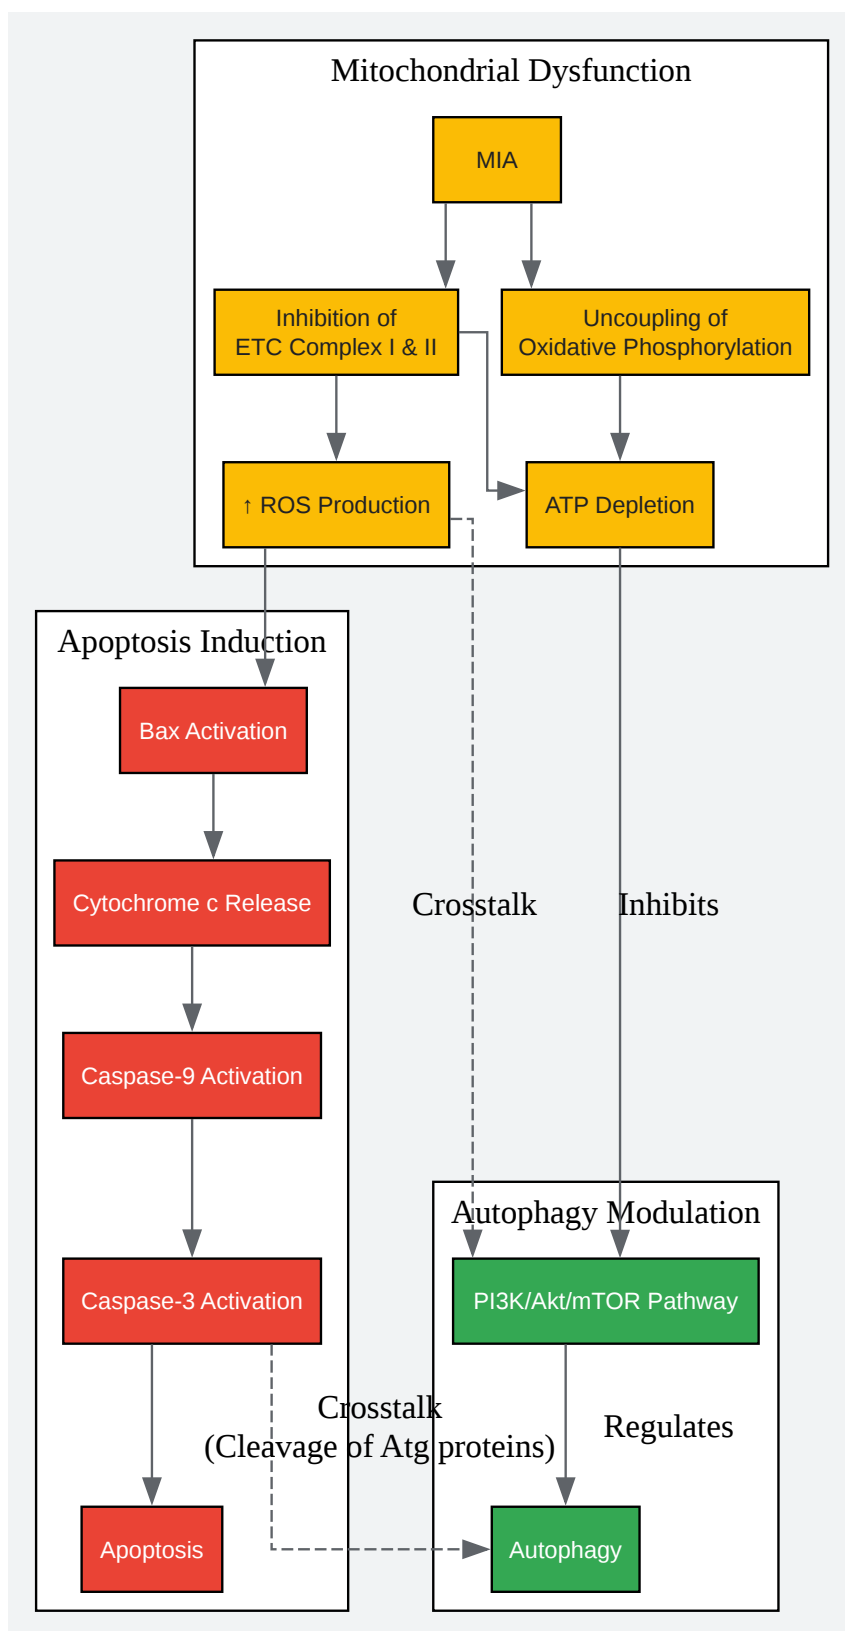 Mitochondrial Dysfunction
MIA
Inhibition of
ETC Complex I & II
Uncoupling of
Oxidative Phosphorylation
↑ ROS Production
ATP Depletion
Apoptosis Induction
Bax Activation
Cytochrome c Release
Crosstalk
Inhibits
Caspase-9 Activation
Autophagy Modulation
Caspase-3 Activation
PI3K/Akt/mTOR Pathway
Crosstalk
(Cleavage of Atg proteins)
Regulates
Apoptosis
Autophagy